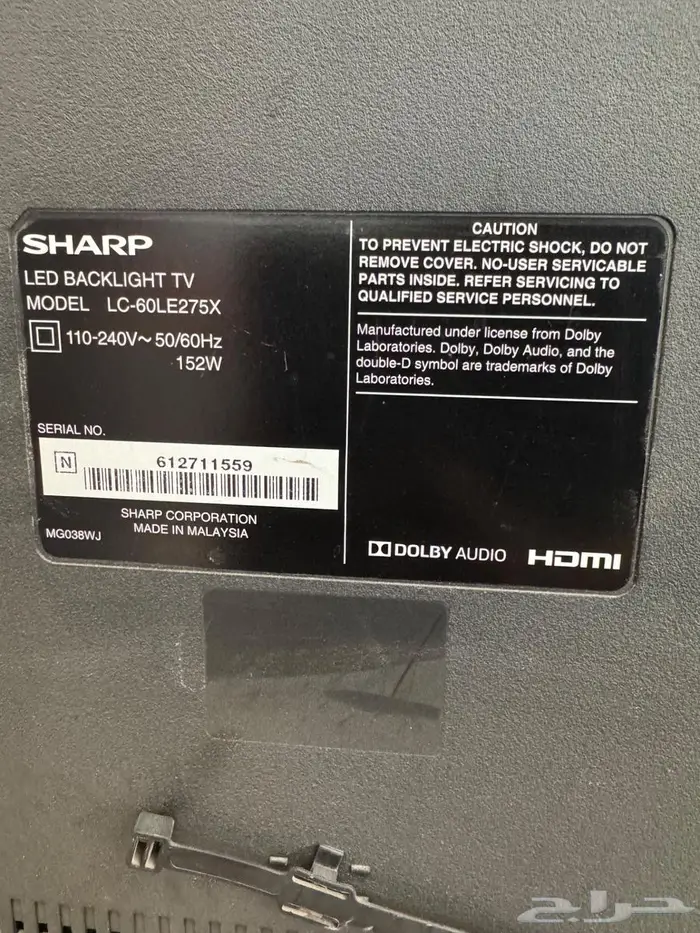 SHARP
LED BACKLIGHT TV
MODEL LC-60LE275X
110-240V~ 50/60Hz
152W
SERIAL NO.
N
612711559
SHARP CORPORATION
MADE IN MALAYSIA
MG038WJ
CAUTION
TO PREVENT ELECTRIC SHOCK, DO NOT
REMOVE COVER. NO-USER SERVICABLE
PARTS INSIDE. REFER SERVICING TO
QUALIFIED SERVICE PERSONNEL.
Manufactured under license from Dolby
Laboratories. Dolby, Dolby Audio, and the
double-D symbol are trademarks of Dolby
Laboratories.
DOLBY AUDIO
HDMI
حراج